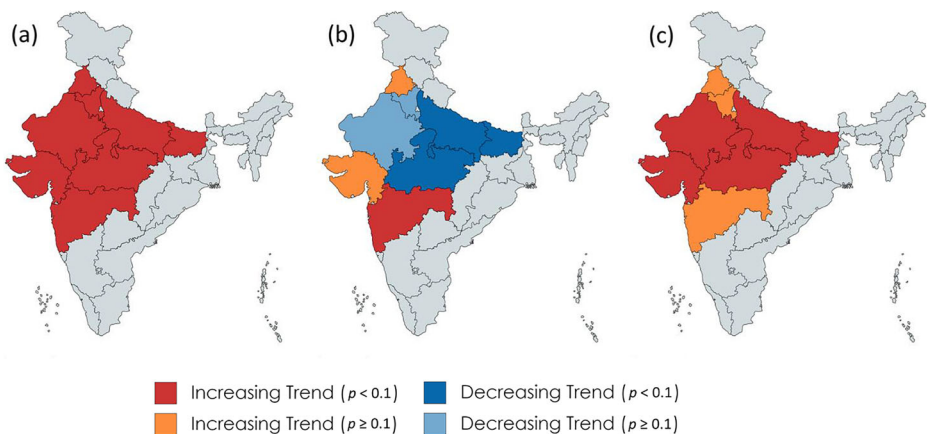 (a) (b) (c)
Increasing Trend (p < 0.1) Decreasing Trend (p < 0.1)
Increasing Trend (p ≥ 0.1) Decreasing Trend (p ≥ 0.1)